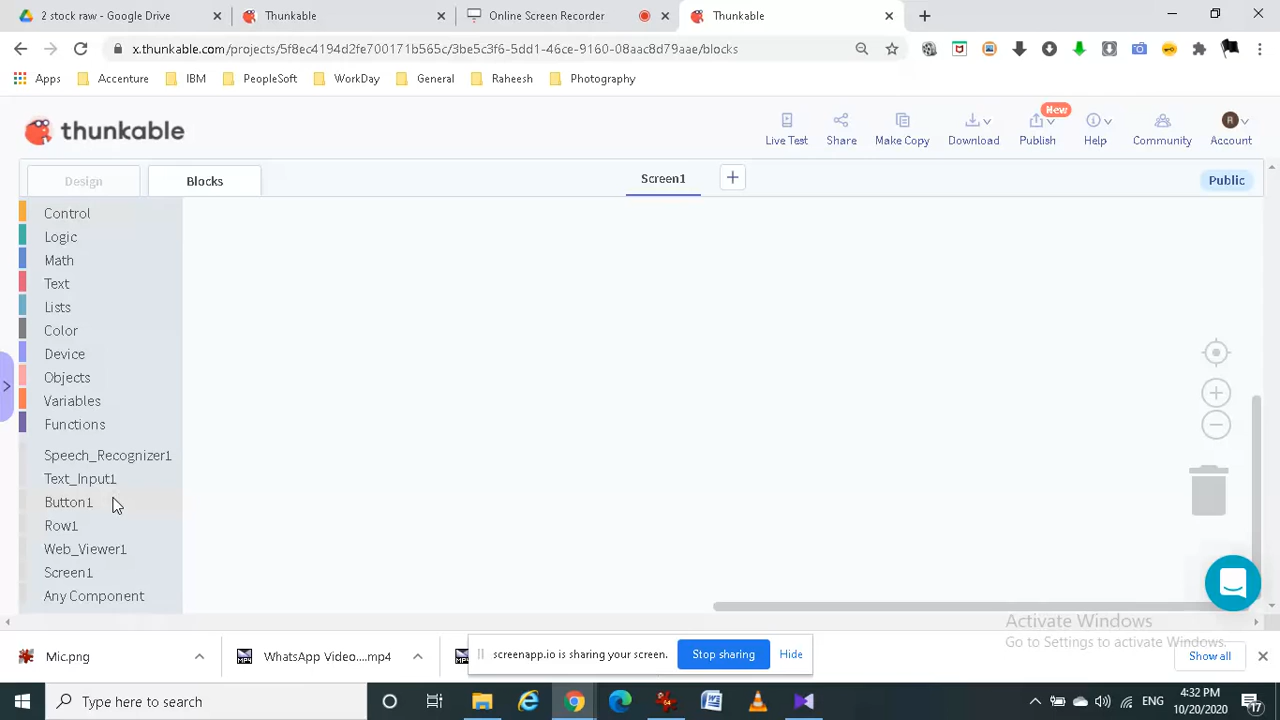 2 stock raw - Google Drive
Thunkable
Online Screen Recorder
Thunkable
x.thunkable.com/projects/5f8ec4194d2fe700171b565c/3be5c3f6-5dd1-46ce-9160-08aac8d79aae/blocks
Apps
Accenture
IBM
PeopleSoft
WorkDay
General
Raheesh
Photography
thunkable
Live Test
Share
Make Copy
Download
New
Publish
Help
Community
R
Account
Design
Blocks
Screen1
Public
Control
Logic
Math
Text
Lists
Color
Device
Objects
Variables
Functions
Speech_Recognizer1
Text_Input1
Button1
Row1
Web_Viewer1
Screen1
Any Component
Activate Windows
Go to Settings to activate Windows.
Mic.png
WhatsApp Video....mp4
screenapp.io is sharing your screen.
Stop sharing
Hide
Show all
Type here to search
64
ENG
4:32 PM
10/20/2020
17